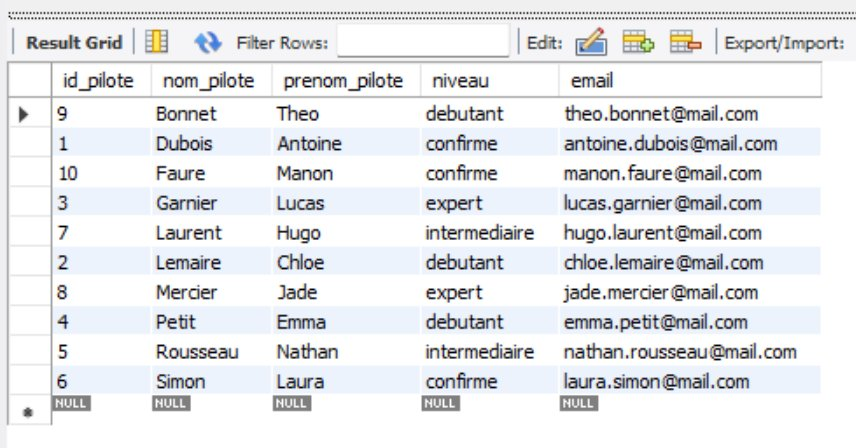 Result Grid Filter Rows: Edit: Export/Import:
id_pilote nom_pilote prenom_pilote niveau email
9 Bonnet Theo debutant theo.bonnet@mail.com
1 Dubois Antoine confirme antoine.dubois@mail.com
10 Faure Manon confirme manon.faure@mail.com
3 Garnier Lucas expert lucas.garnier@mail.com
7 Laurent Hugo intermediaire hugo.laurent@mail.com
2 Lemaire Chloe debutant chloe.lemaire@mail.com
8 Mercier Jade expert jade.mercier@mail.com
4 Petit Emma debutant emma.petit@mail.com
5 Rousseau Nathan intermediaire nathan.rousseau@mail.com
6 Simon Laura confirme laura.simon@mail.com
NULL NULL NULL NULL NULL